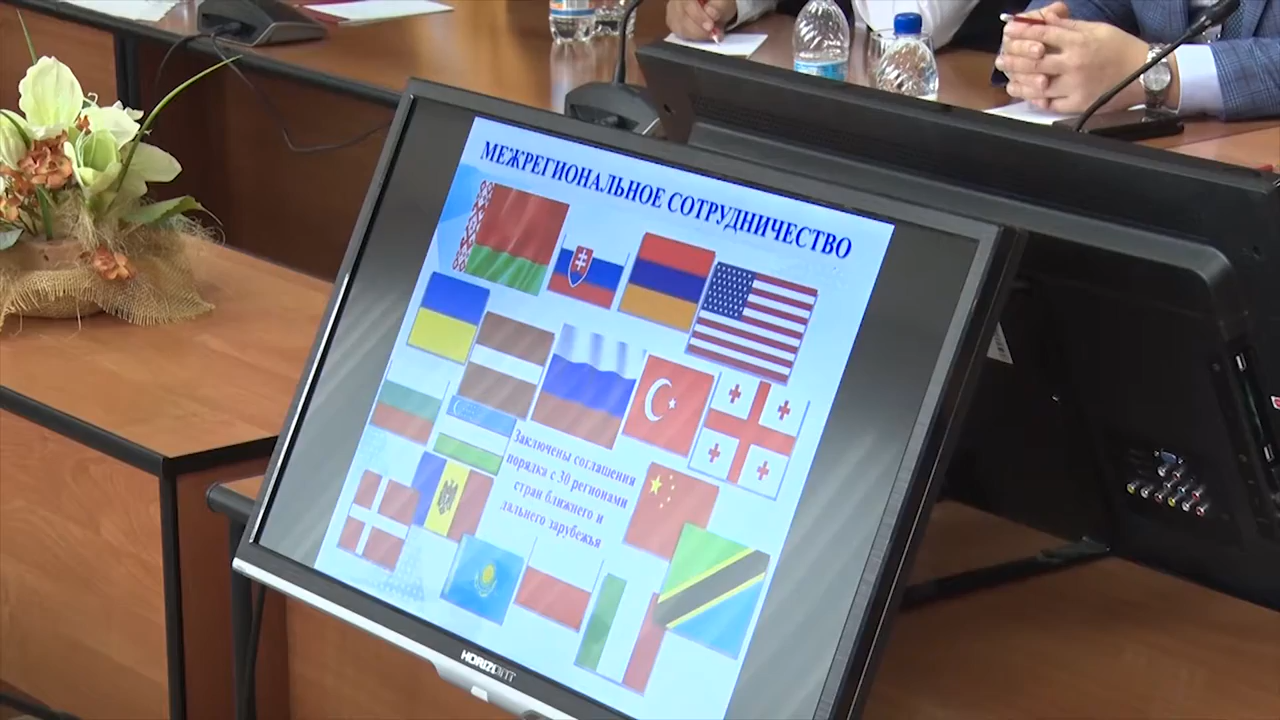 МЕЖРЕГИОНАЛЬНОЕ СОТРУДНИЧЕСТВО
Заключены соглашения
порядка с 30 регионами
стран ближнего и
дальнего зарубежья
HORIZONT